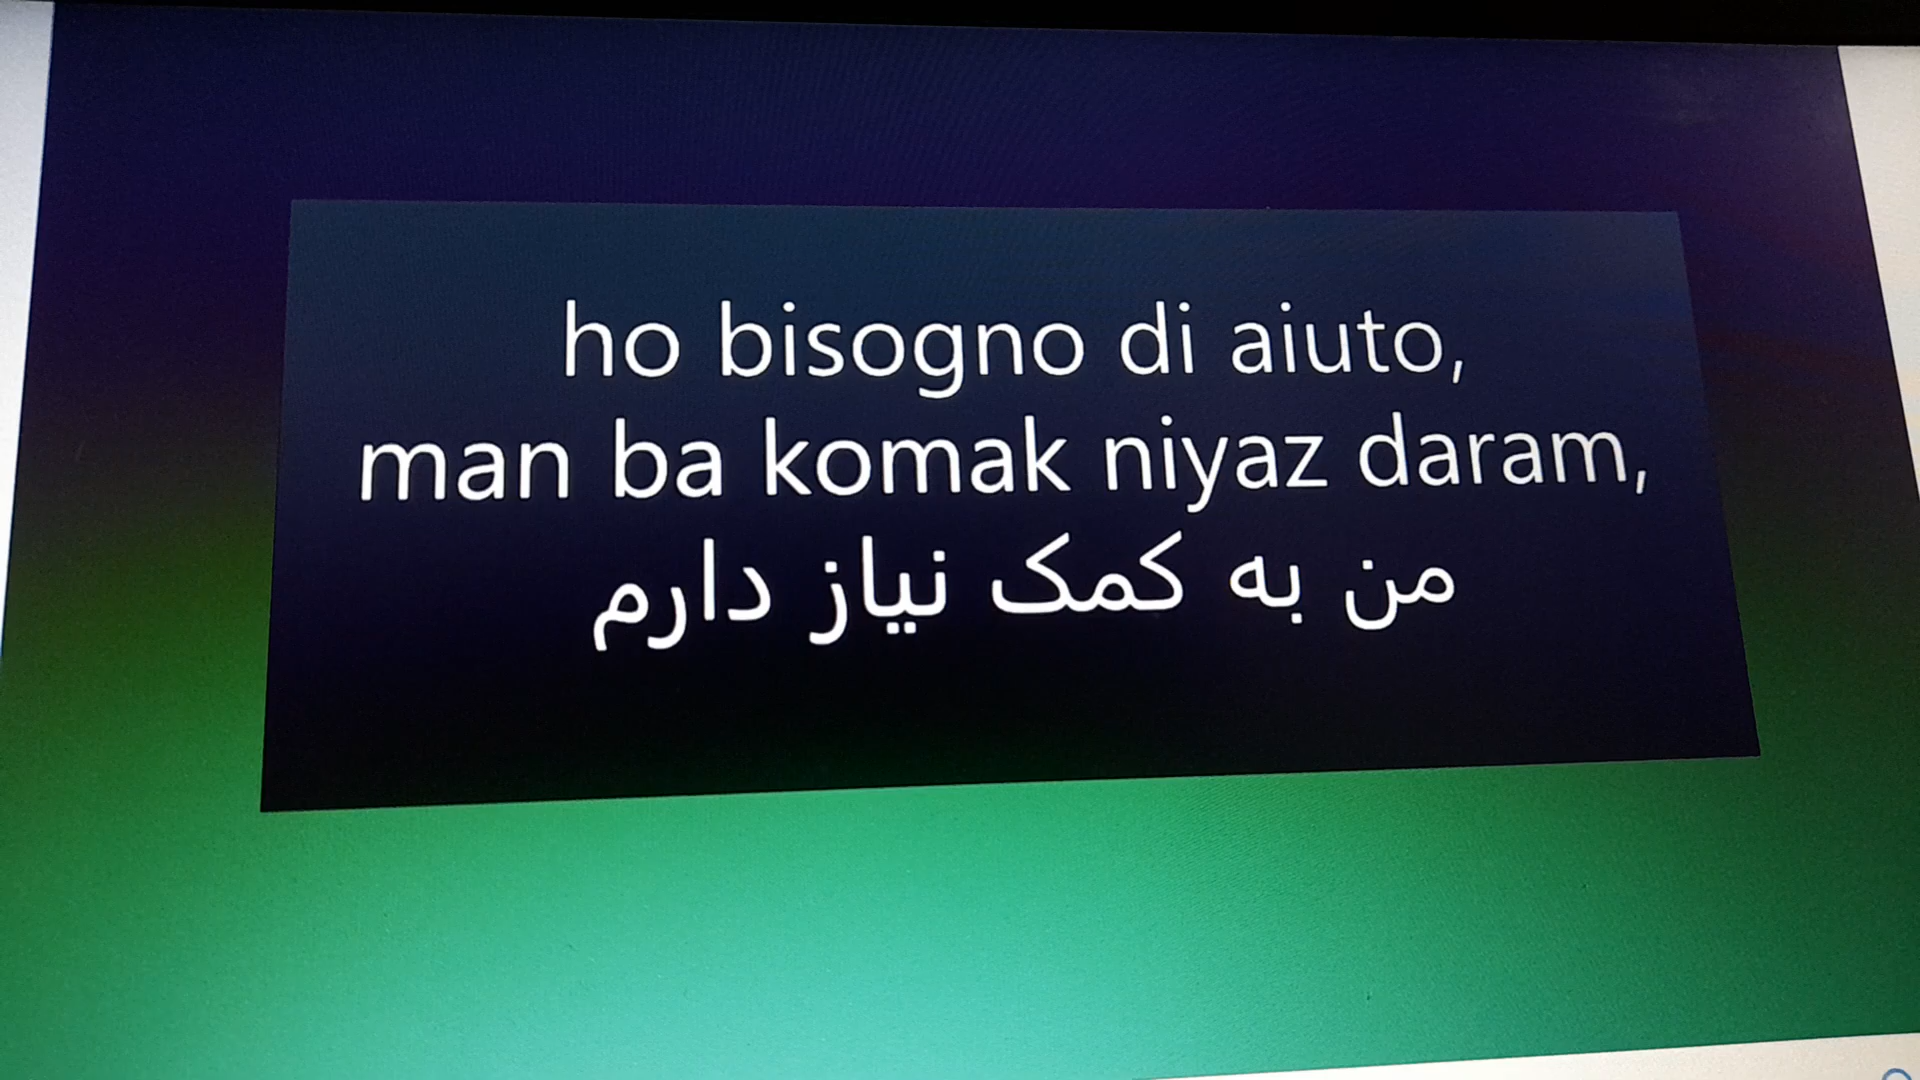 ho bisogno di aiuto,
man ba komak niyaz daram,
من به کمک نیاز دارم